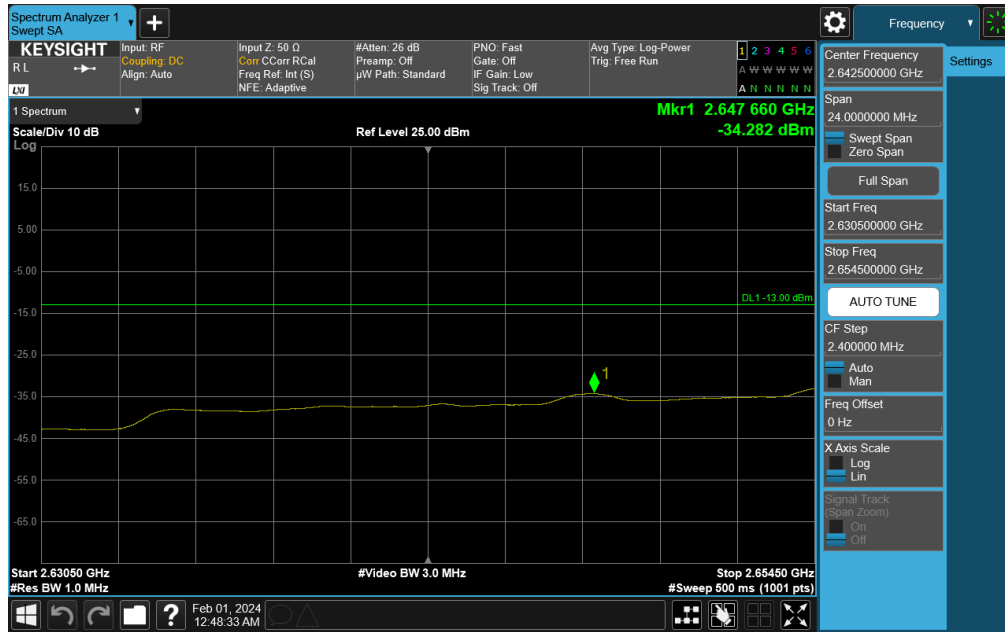 Spectrum Analyzer 1
Swept SA
Frequency
KEYSIGHT
R L
LXI
Input: RF
Coupling: DC
Align: Auto
Input Z: 50 Ω
Corr CCorr RCal
Freq Ref: Int (S)
NFE: Adaptive
#Atten: 26 dB
Preamp: Off
µW Path: Standard
PNO: Fast
Gate: Off
IF Gain: Low
Sig Track: Off
Avg Type: Log-Power
Trig: Free Run
1 2 3 4 5 6
A W W W W W
A N N N N N
1 Spectrum
Mkr1 2.647 660 GHz
-34.282 dBm
Scale/Div 10 dB
Ref Level 25.00 dBm
Log
15.0
5.00
-5.00
DL1 -13.00 dBm
-15.0
-25.0
1
-35.0
-45.0
-55.0
-65.0
Start 2.63050 GHz
#Video BW 3.0 MHz
Stop 2.65450 GHz
#Res BW 1.0 MHz
#Sweep 500 ms (1001 pts)
?
Feb 01, 2024
12:48:33 AM
Center Frequency
2.642500000 GHz
Settings
Span
24.0000000 MHz
Swept Span
Zero Span
Full Span
Start Freq
2.630500000 GHz
Stop Freq
2.654500000 GHz
AUTO TUNE
CF Step
2.400000 MHz
Auto
Man
Freq Offset
0 Hz
X Axis Scale
Log
Lin
Signal Track
(Span Zoom)
On
Off